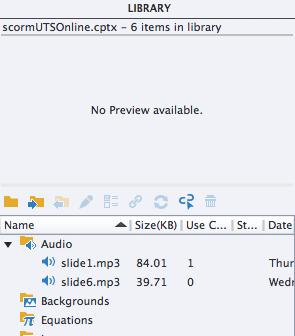 LIBRARY
scormUTSOnline.cptx - 6 items in library
No Preview available.
Name Size(KB) Use C... St... Date
Audio
slide1.mp3 84.01 1 Thur
slide6.mp3 39.71 0 Wedn
Backgrounds
Equations